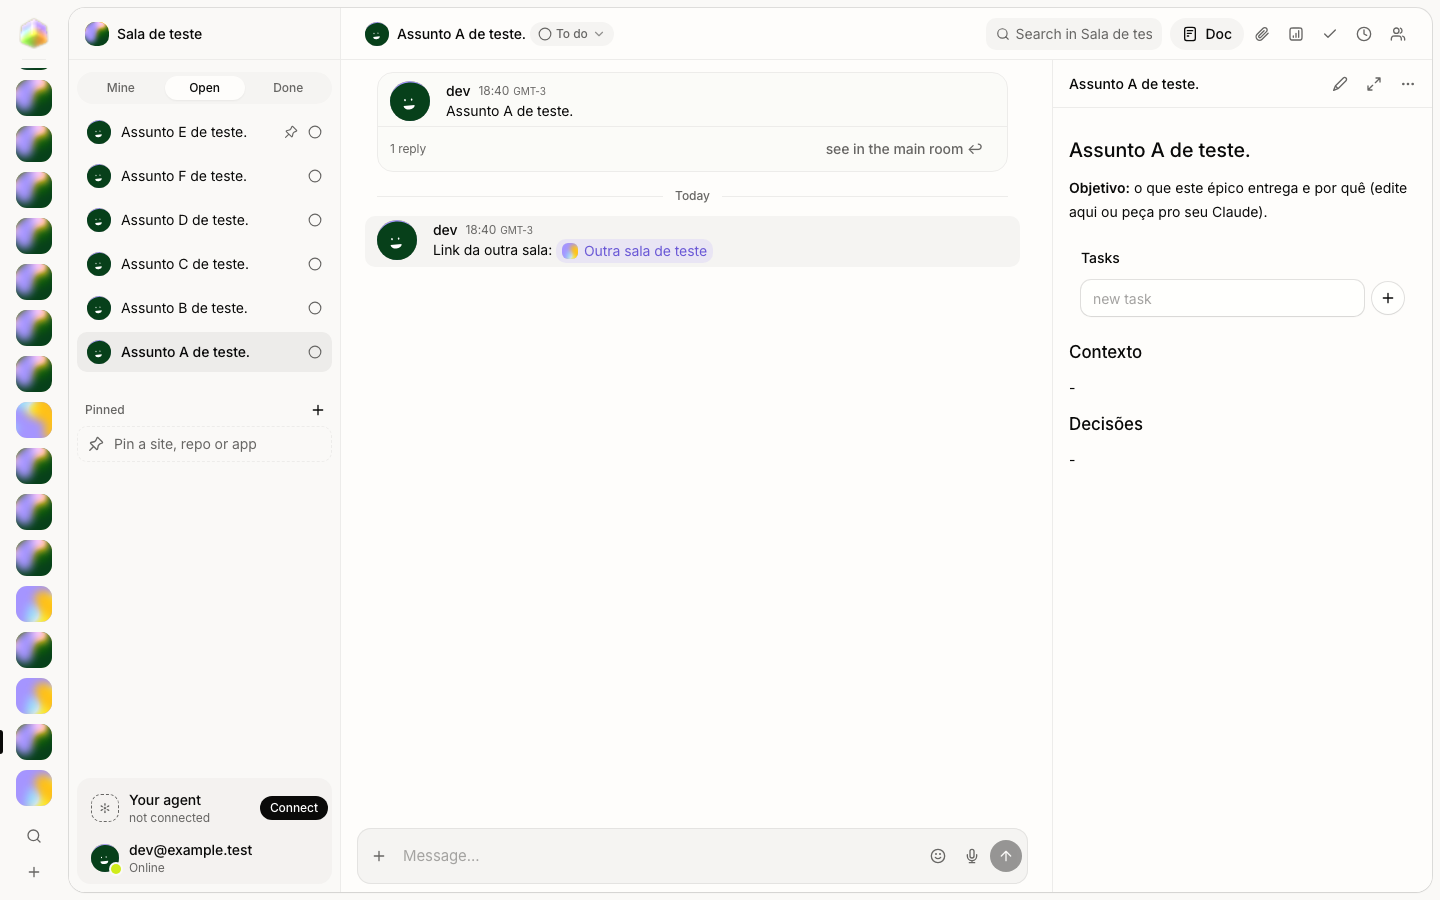 Sala de teste
Mine
Open
Done
Assunto E de teste.
Assunto F de teste.
Assunto D de teste.
Assunto C de teste.
Assunto B de teste.
Assunto A de teste.
Pinned
Pin a site, repo or app
Your agent
not connected
Connect
dev@example.test
Online
Assunto A de teste.
To do
Search in Sala de tes
Doc
dev 18:40 GMT-3
Assunto A de teste.
1 reply
see in the main room
Today
dev 18:40 GMT-3
Link da outra sala: Outra sala de teste
Message...
Assunto A de teste.
Assunto A de teste.
Objetivo: o que este épico entrega e por quê (edite
aqui ou peça pro seu Claude).
Tasks
new task
Contexto
-
Decisões
-